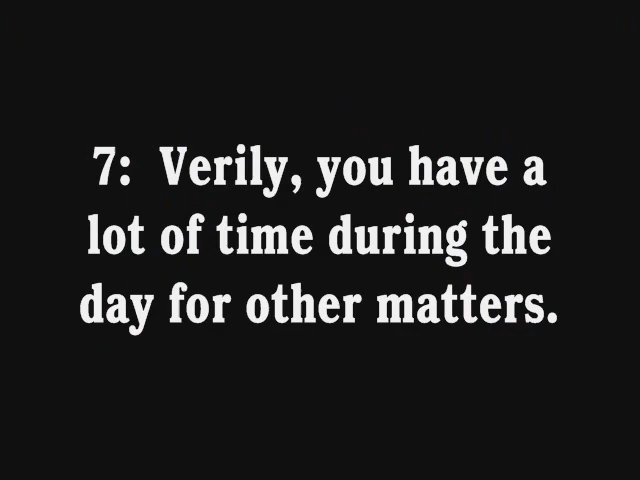 7:  Verily, you have a
lot of time during the
day for other matters.